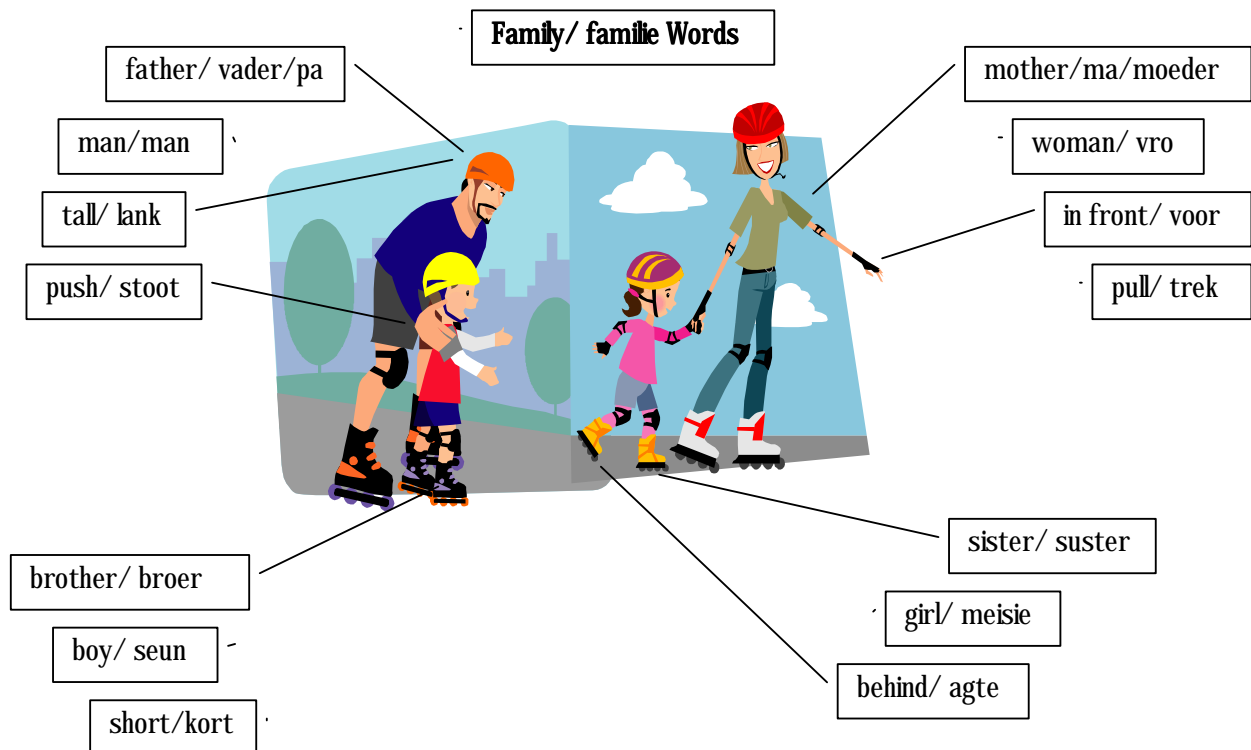 Family/ familie Words
father/ vader/pa
man/man
tall/ lank
push/ stoot
mother/ma/moeder
woman/ vro
in front/ voor
pull/ trek
brother/ broer
boy/ seun
short/kort
sister/ suster
girl/ meisie
behind/ agte